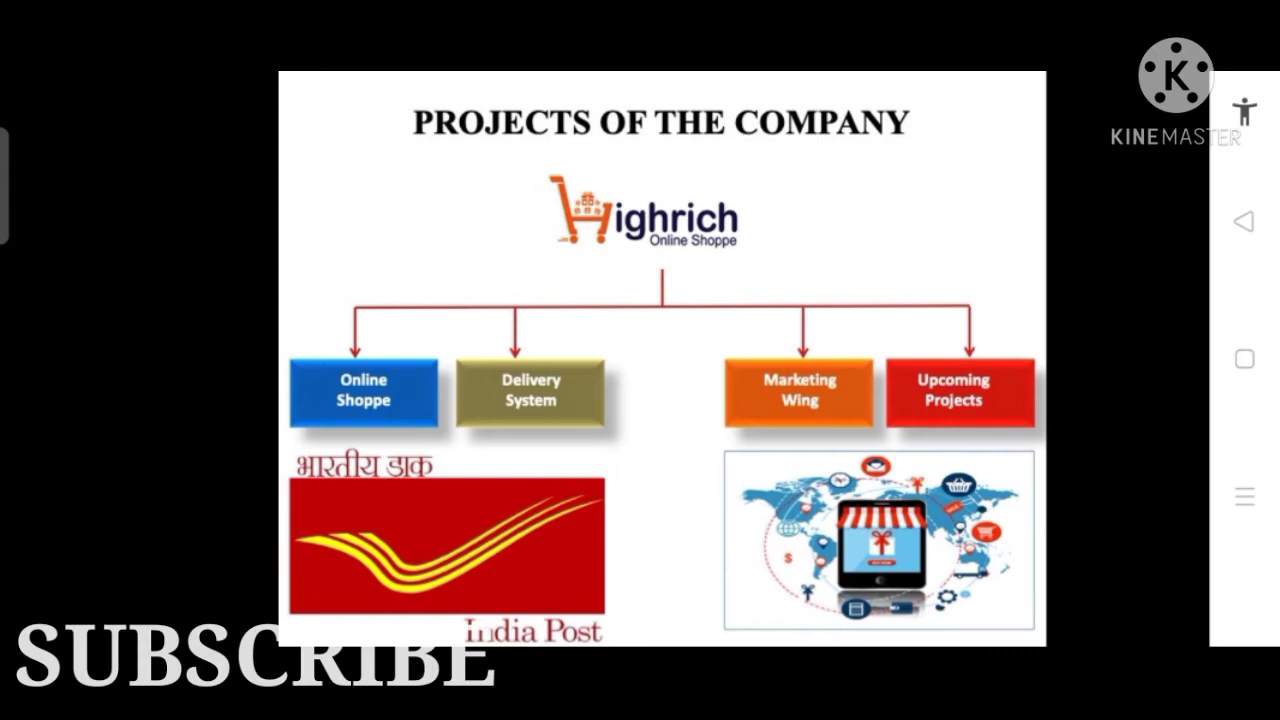 PROJECTS OF THE COMPANY
Highrich
Online Shoppe
Online
Shoppe
Delivery
System
Marketing
Wing
Upcoming
Projects
भारतीय डाक
India Post
SUBSCRIBE
K
KINEMASTER